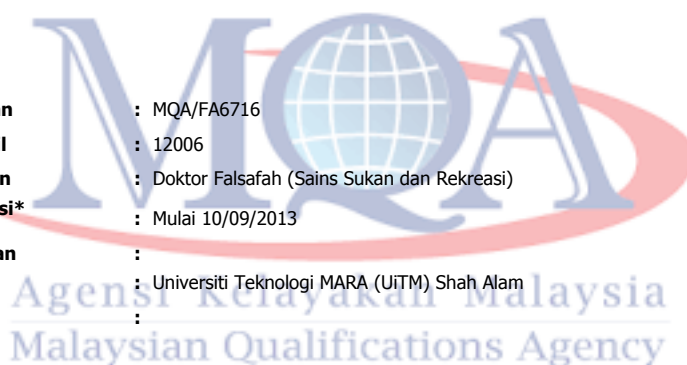 MQA
an : MQA/FA6716
l : 12006
n : Doktor Falsafah (Sains Sukan dan Rekreasi)
si* : Mulai 10/09/2013
an :
: Universiti Teknologi MARA (UiTM) Shah Alam
Agensi Kelayakan Malaysia
:
Malaysian Qualifications Agency